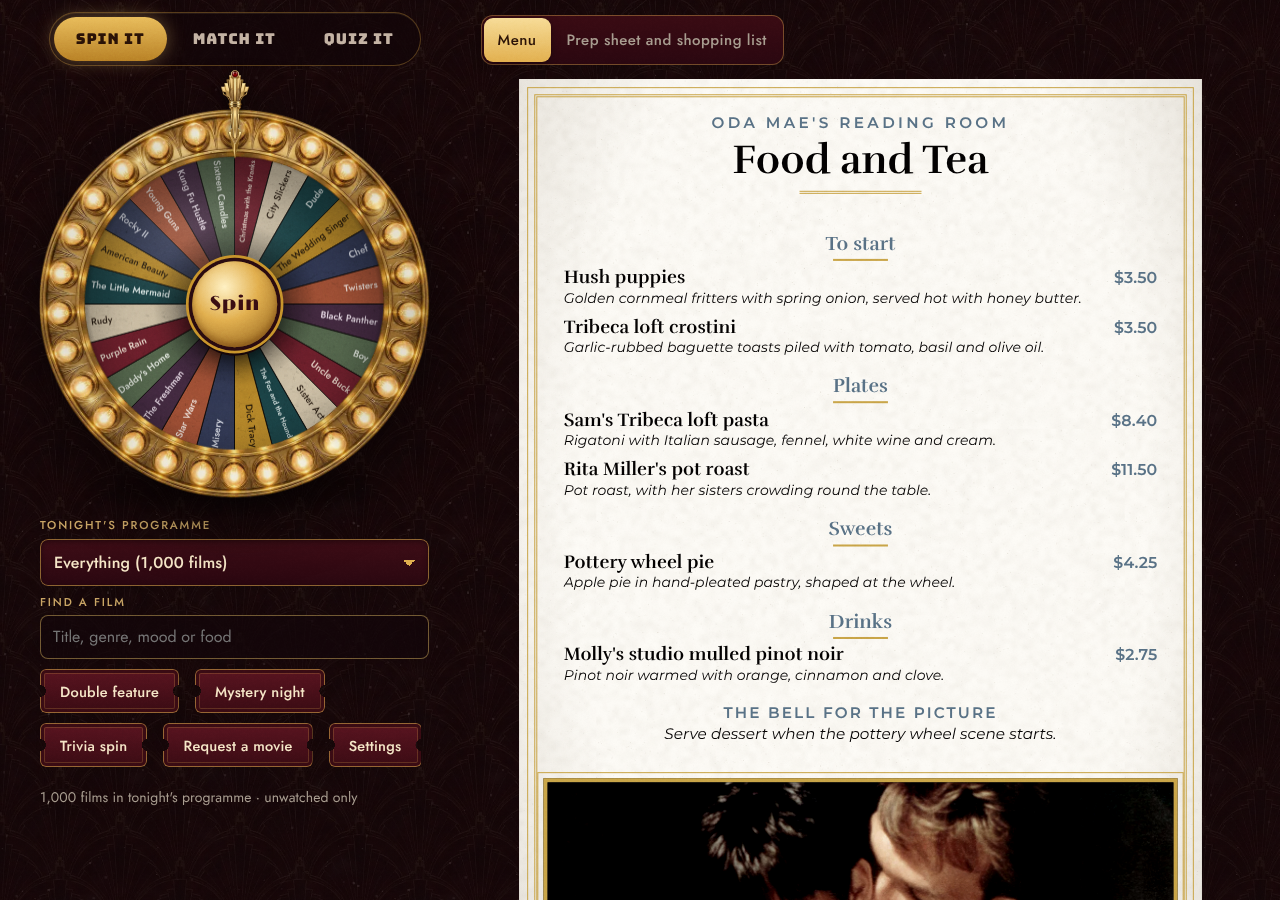 SPIN IT
MATCH IT
QUIZ IT
Menu
Prep sheet and shopping list
Sixteen Candles
Christmas with the Kranks
City Slickers
Dude
The Wedding Singer
Chef
Twisters
Black Panther
Boy
Uncle Buck
Sister Act
The Fox and the Hound
Dick Tracy
Misery
Star Wars
The Freshman
Daddy's Home
Purple Rain
Rudy
The Little Mermaid
American Beauty
Rocky II
Young Guns
Kung Fu Hustle
Spin
TONIGHT'S PROGRAMME
Everything (1,000 films)
FIND A FILM
Title, genre, mood or food
Double feature
Mystery night
Trivia spin
Request a movie
Settings
1,000 films in tonight's programme · unwatched only
ODA MAE'S READING ROOM
Food and Tea
To start
Hush puppies $3.50
Golden cornmeal fritters with spring onion, served hot with honey butter.
Tribeca loft crostini $3.50
Garlic-rubbed baguette toasts piled with tomato, basil and olive oil.
Plates
Sam's Tribeca loft pasta $8.40
Rigatoni with Italian sausage, fennel, white wine and cream.
Rita Miller's pot roast $11.50
Pot roast, with her sisters crowding round the table.
Sweets
Pottery wheel pie $4.25
Apple pie in hand-pleated pastry, shaped at the wheel.
Drinks
Molly's studio mulled pinot noir $2.75
Pinot noir warmed with orange, cinnamon and clove.
THE BELL FOR THE PICTURE
Serve dessert when the pottery wheel scene starts.